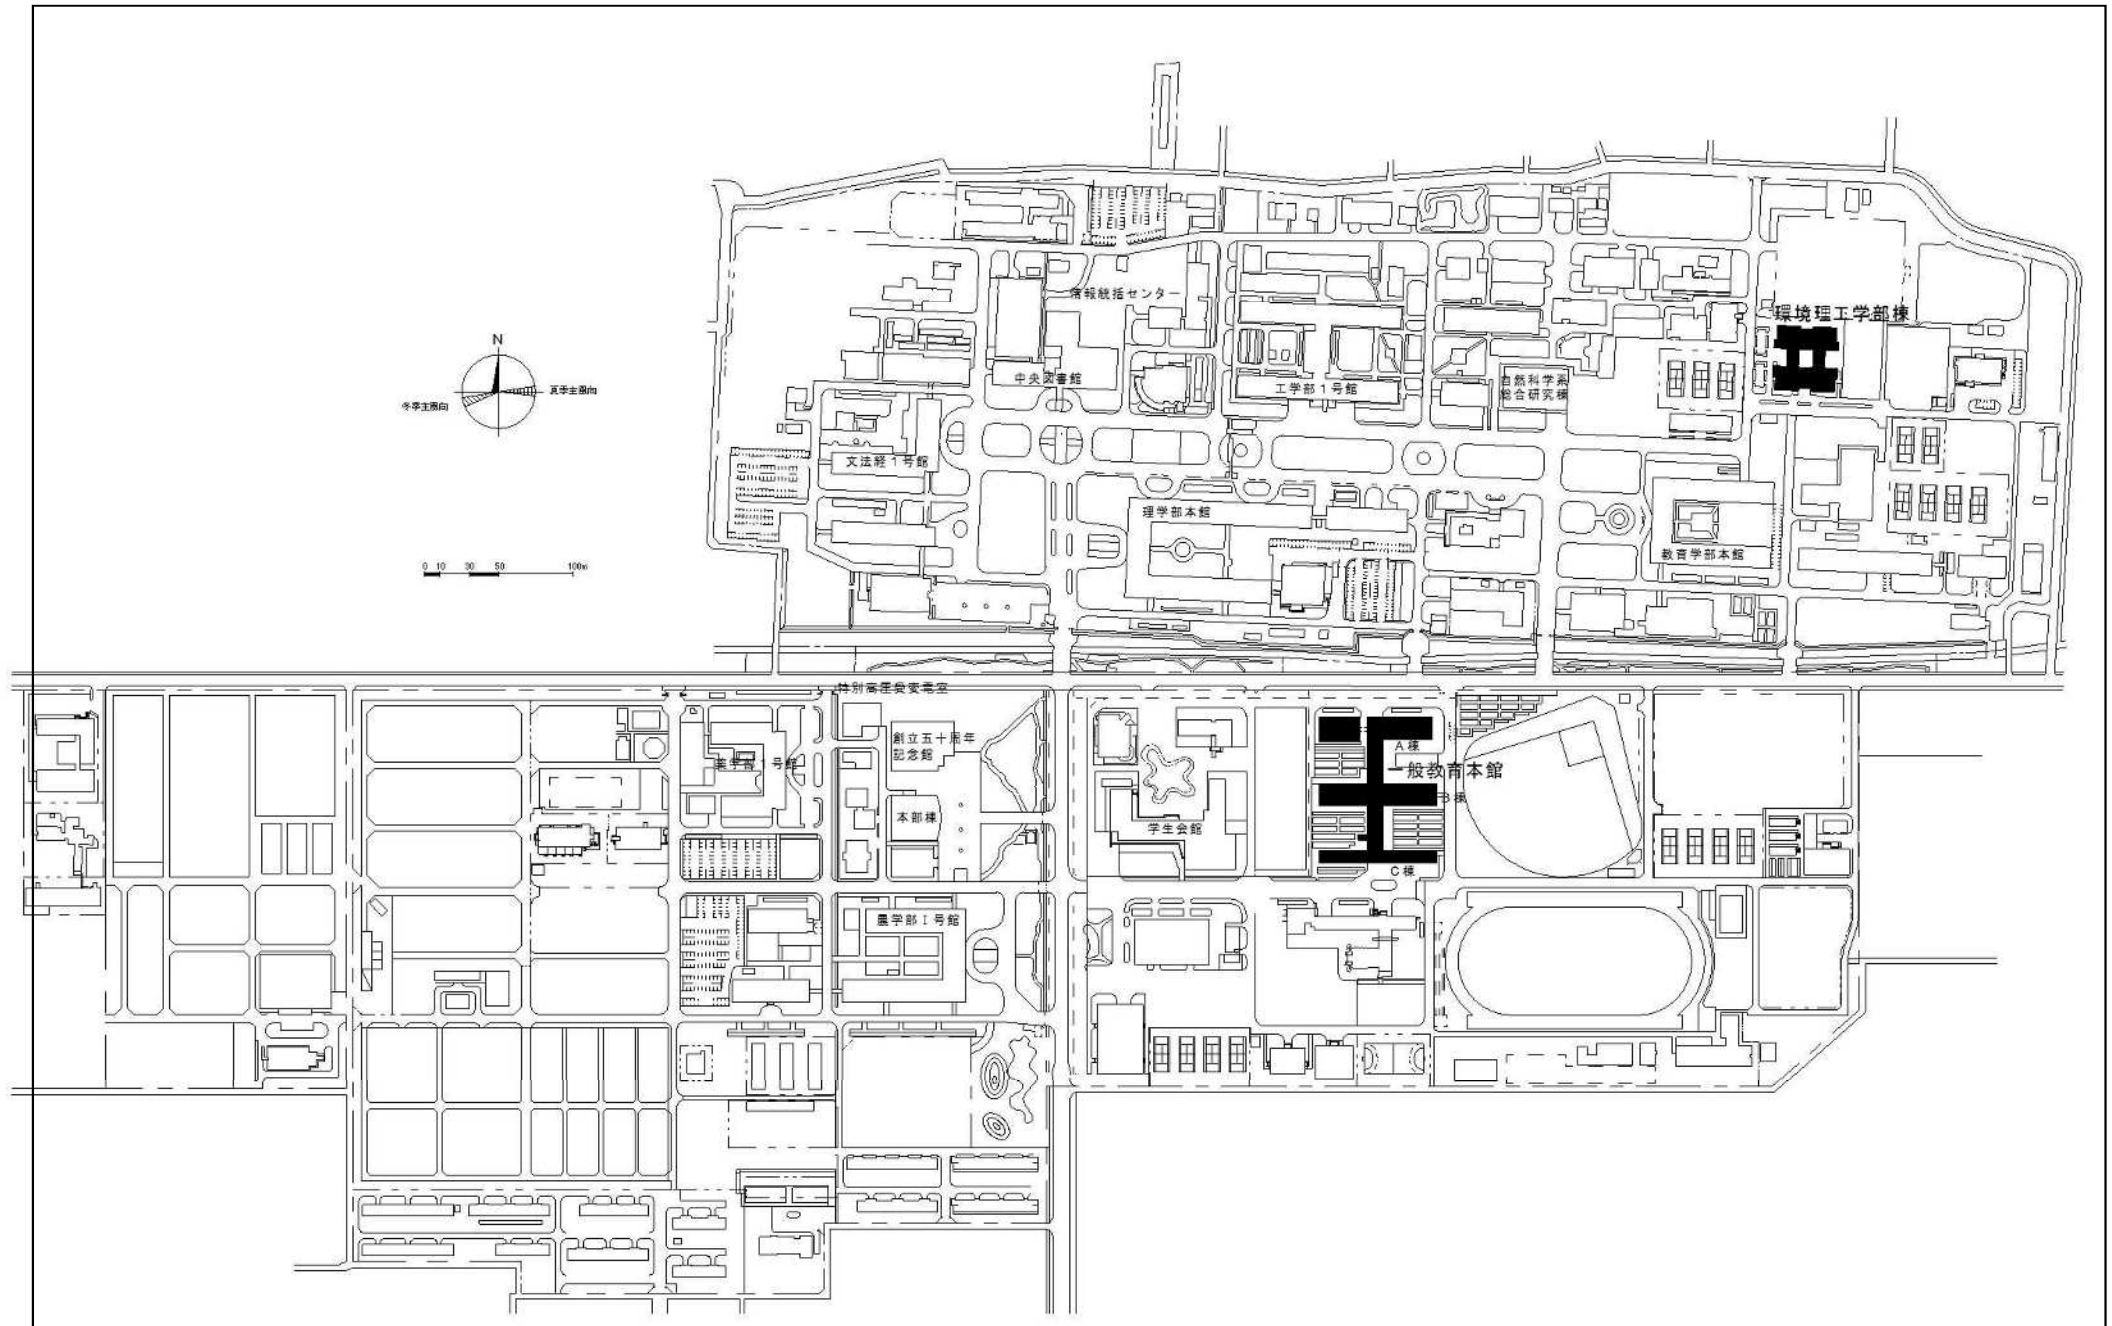 N
夏季主風向
冬季主風向
0 10 30 50 100m
情報統括センター
環境理工学部棟
中央図書館
工学部1号館
自然科学系
総合研究棟
文法経1号館
理学部本館
教育学部本館
特別高圧受変電室
創立五十周年
記念館
薬学部1号館
本部棟
学生会館
A棟
一般教育本館
B棟
C棟
農学部Ⅰ号館